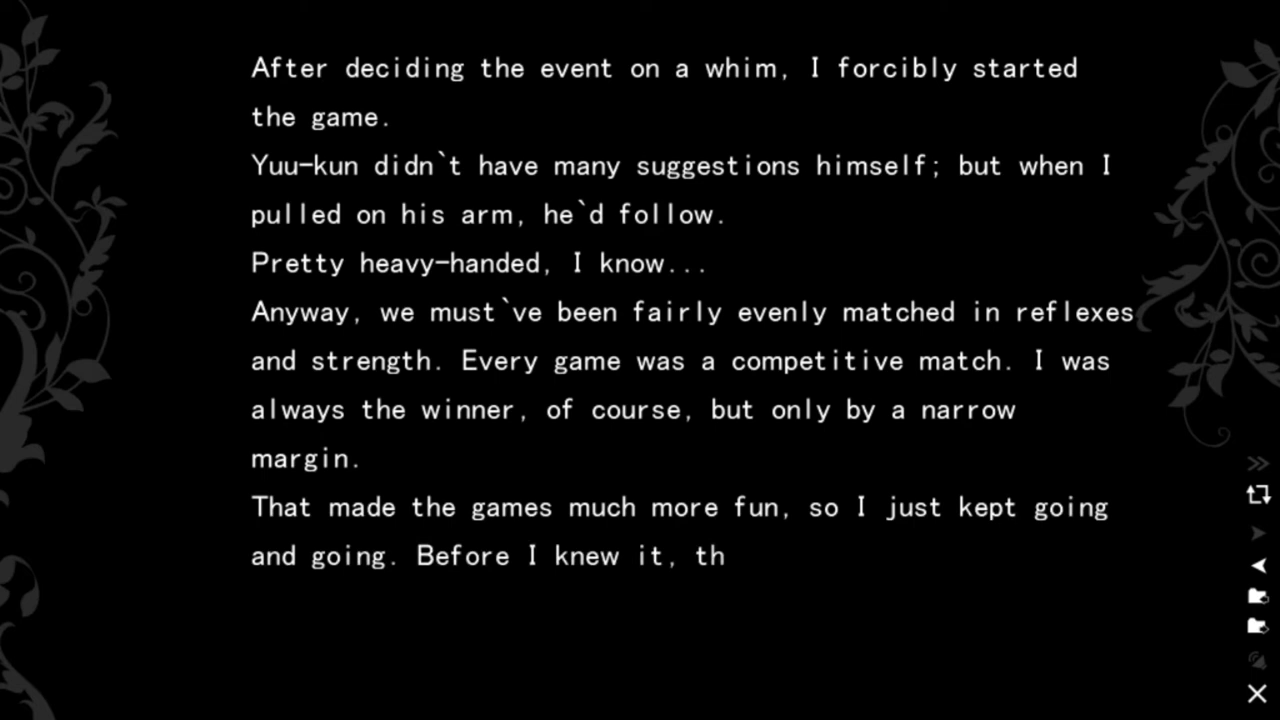 After deciding the event on a whim, I forcibly started
the game.
Yuu-kun didn`t have many suggestions himself; but when I
pulled on his arm, he`d follow.
Pretty heavy-handed, I know...
Anyway, we must`ve been fairly evenly matched in reflexes
and strength. Every game was a competitive match. I was
always the winner, of course, but only by a narrow
margin.
That made the games much more fun, so I just kept going
and going. Before I knew it, th